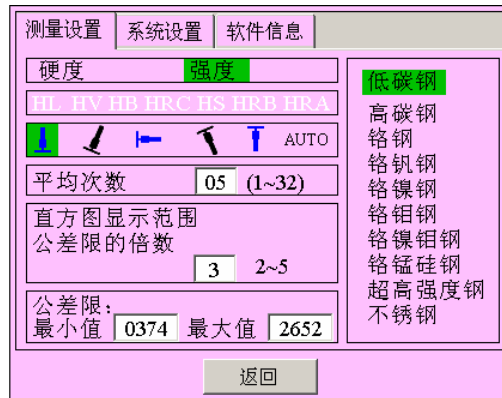 测量设置 系统设置 软件信息
硬度 强度
HL HV HB HRC HS HRB HRA
AUTO
平均次数 05 (1~32)
直方图显示范围
公差限的倍数
3 2~5
公差限:
最小值 0374 最大值 2652
低碳钢
高碳钢
铬钢
铬钒钢
铬镍钢
铬钼钢
铬镍钼钢
铬锰硅钢
超高强度钢
不锈钢
返回